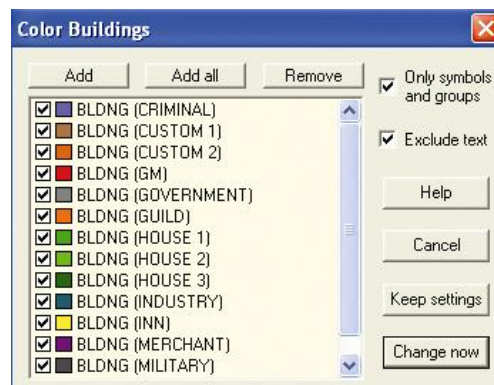 Color Buildings
Add
Add all
Remove
Only symbols
and groups
Exclude text
BLDNG (CRIMINAL)
BLDNG (CUSTOM 1)
BLDNG (CUSTOM 2)
BLDNG (GM)
BLDNG (GOVERNMENT)
BLDNG (GUILD)
BLDNG (HOUSE 1)
BLDNG (HOUSE 2)
BLDNG (HOUSE 3)
BLDNG (INDUSTRY)
BLDNG (INN)
BLDNG (MERCHANT)
BLDNG (MILITARY)
Help
Cancel
Keep settings
Change now